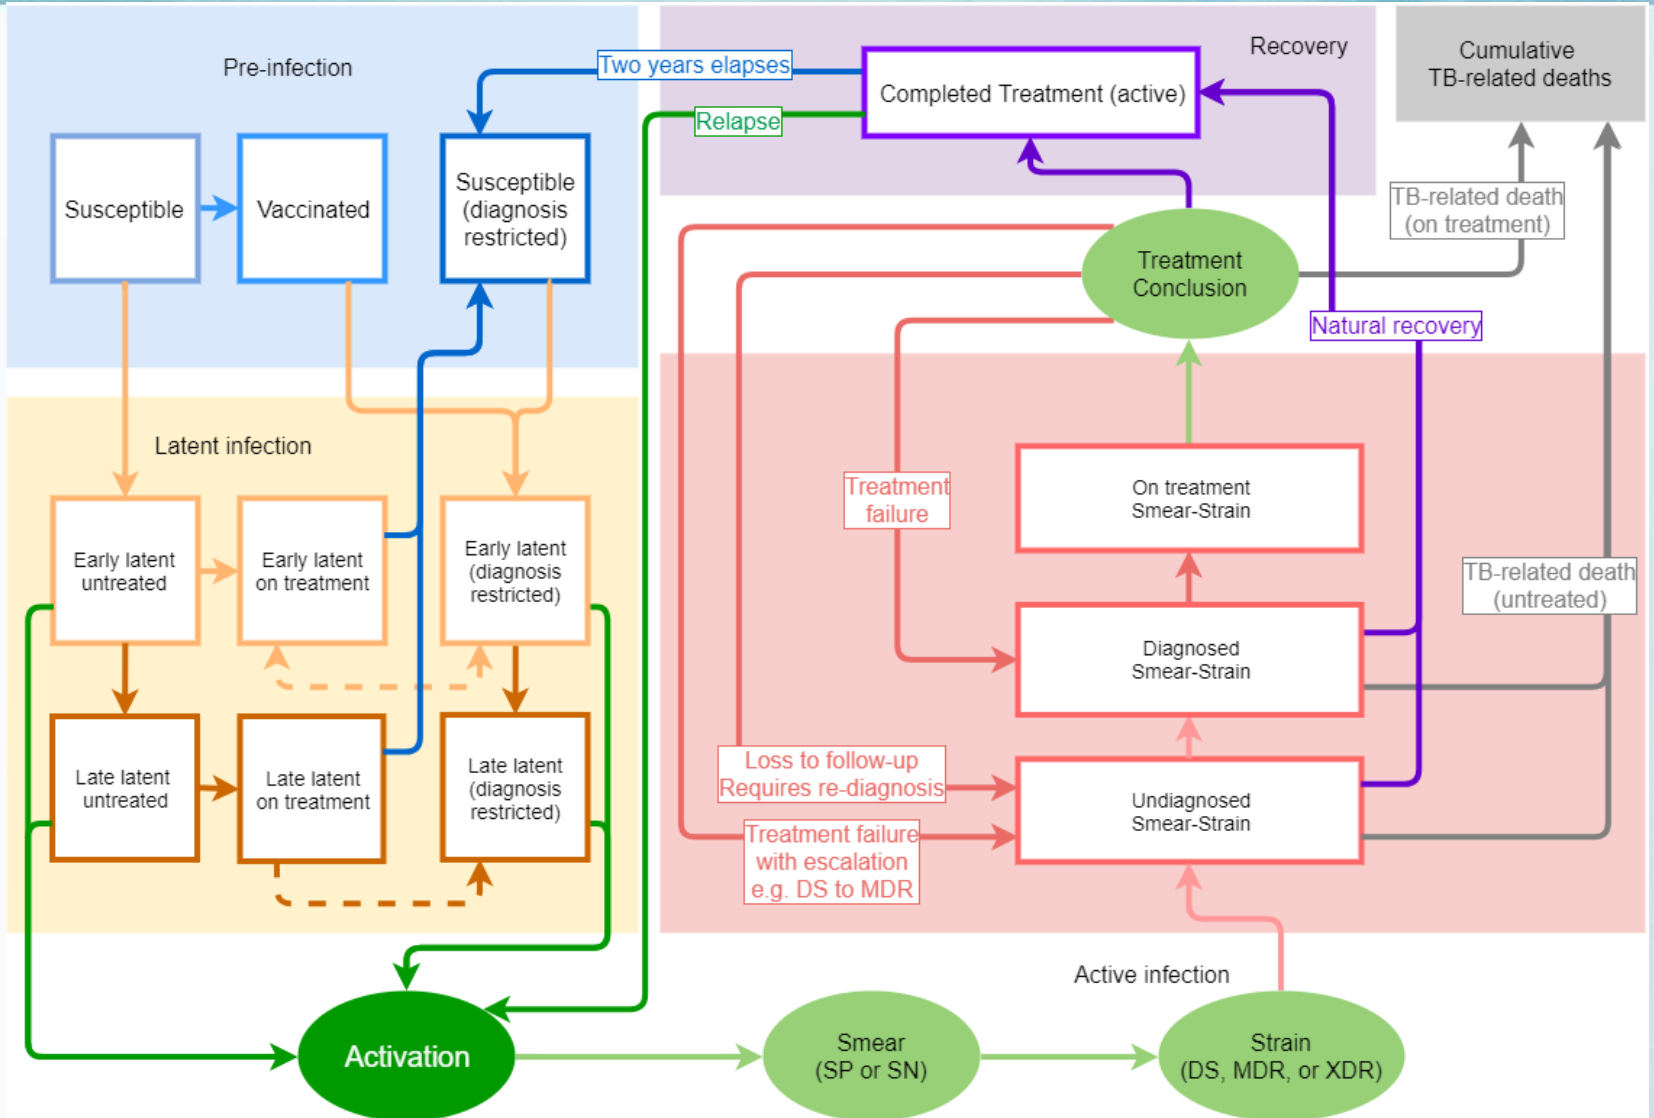 Pre-infection
Two years elapses
Relapse
Completed Treatment (active)
Recovery
Cumulative
TB-related deaths
Susceptible
Vaccinated
Susceptible
(diagnosis
restricted)
TB-related death
(on treatment)
Treatment
Conclusion
Natural recovery
Latent infection
Treatment
failure
On treatment
Smear-Strain
Early latent
untreated
Early latent
on treatment
Early latent
(diagnosis
restricted)
TB-related death
(untreated)
Diagnosed
Smear-Strain
Late latent
untreated
Late latent
on treatment
Late latent
(diagnosis
restricted)
Loss to follow-up
Requires re-diagnosis
Undiagnosed
Smear-Strain
Treatment failure
with escalation
e.g. DS to MDR
Active infection
Activation
Smear
(SP or SN)
Strain
(DS, MDR, or XDR)